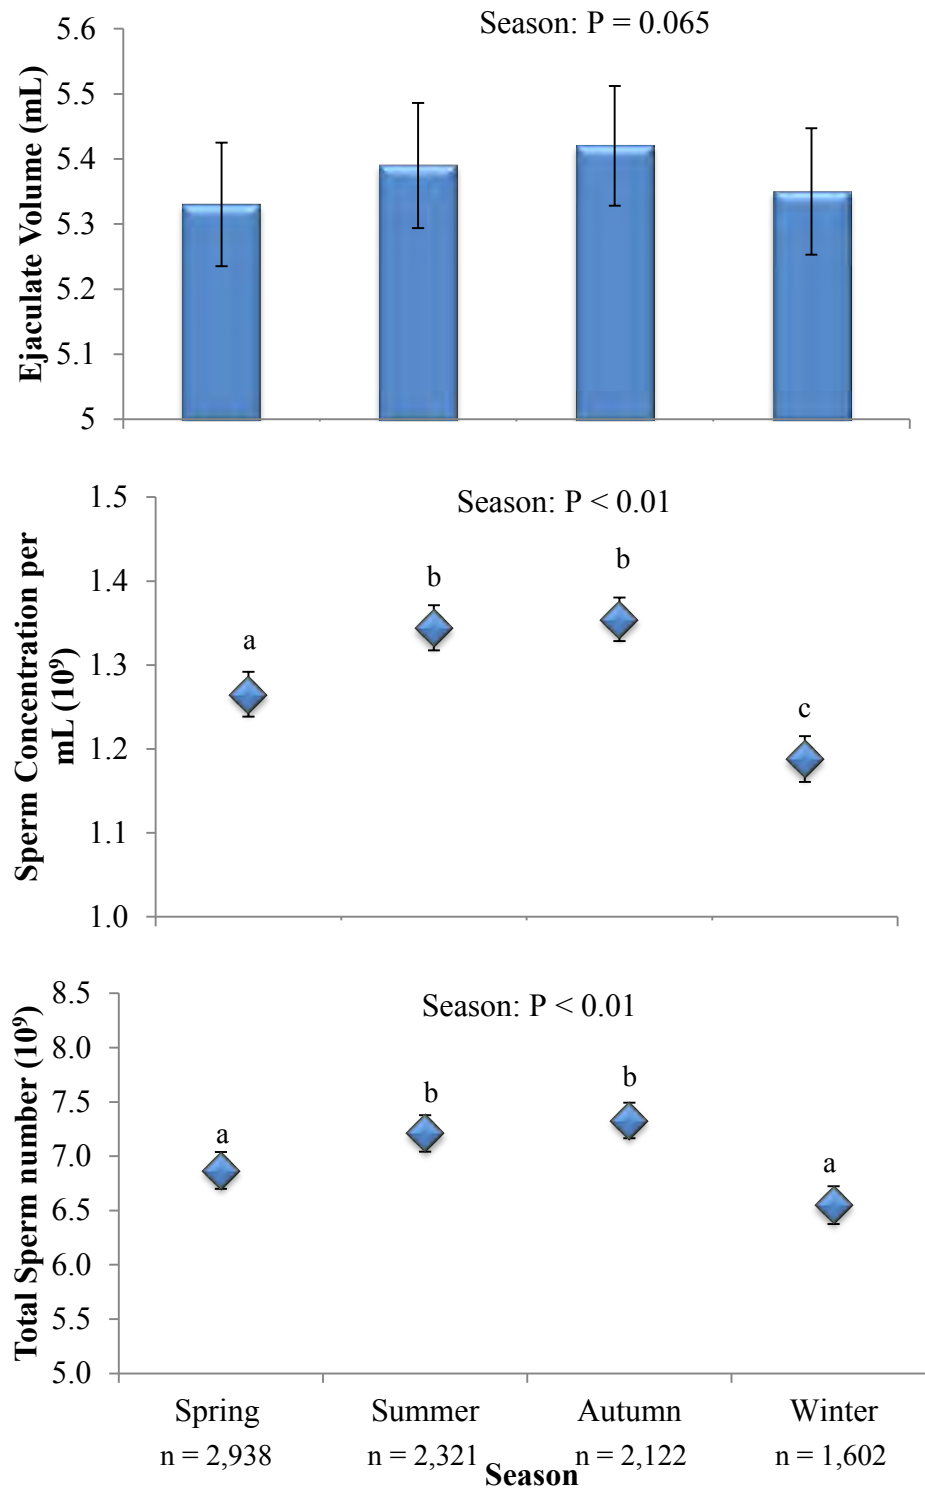 Season: P = 0.065
Ejaculate Volume (mL)
5.6
5.5
5.4
5.3
5.2
5.1
5
Season: P < 0.01
Sperm Concentration per
mL (10⁹)
1.5
1.4
1.3
1.2
1.1
1.0
a
b
b
c
Season: P < 0.01
Total Sperm number (10⁹)
8.5
8.0
7.5
7.0
6.5
6.0
5.5
5.0
a
b
b
a
Spring Summer Autumn Winter
n = 2,938 n = 2,321 n = 2,122 n = 1,602
Season